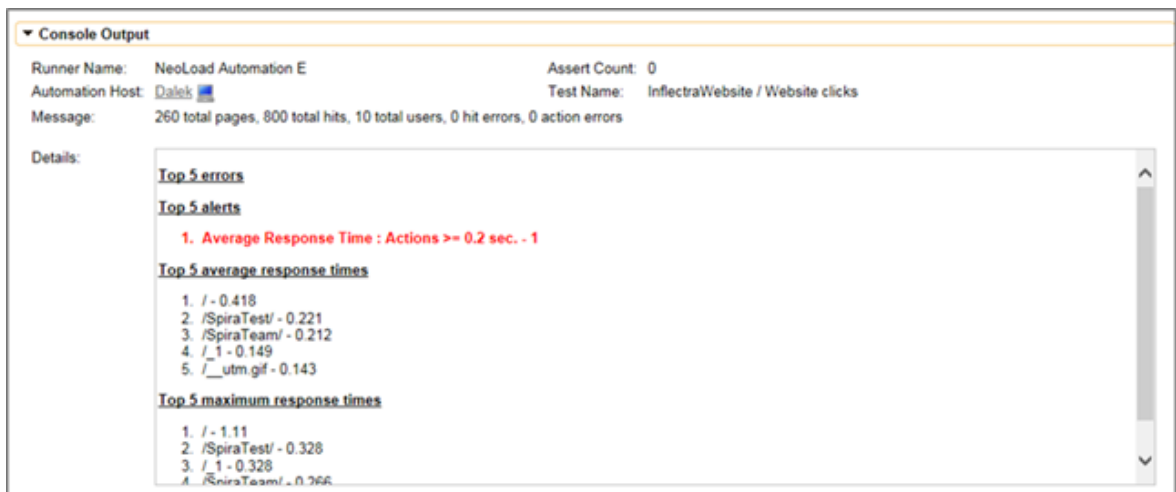 Console Output
Runner Name: NeoLoad Automation E Assert Count: 0
Automation Host: Dalek Test Name: InflectraWebsite / Website clicks
Message: 260 total pages, 800 total hits, 10 total users, 0 hit errors, 0 action errors
Details:
Top 5 errors
Top 5 alerts
1. Average Response Time : Actions >= 0.2 sec. - 1
Top 5 average response times
1. / - 0.418
2. /SpiraTest/ - 0.221
3. /SpiraTeam/ - 0.212
4. /_1 - 0.149
5. /__utm.gif - 0.143
Top 5 maximum response times
1. / - 1.11
2. /SpiraTest/ - 0.328
3. /_1 - 0.328
4. /SpiraTeam/ - 0.266